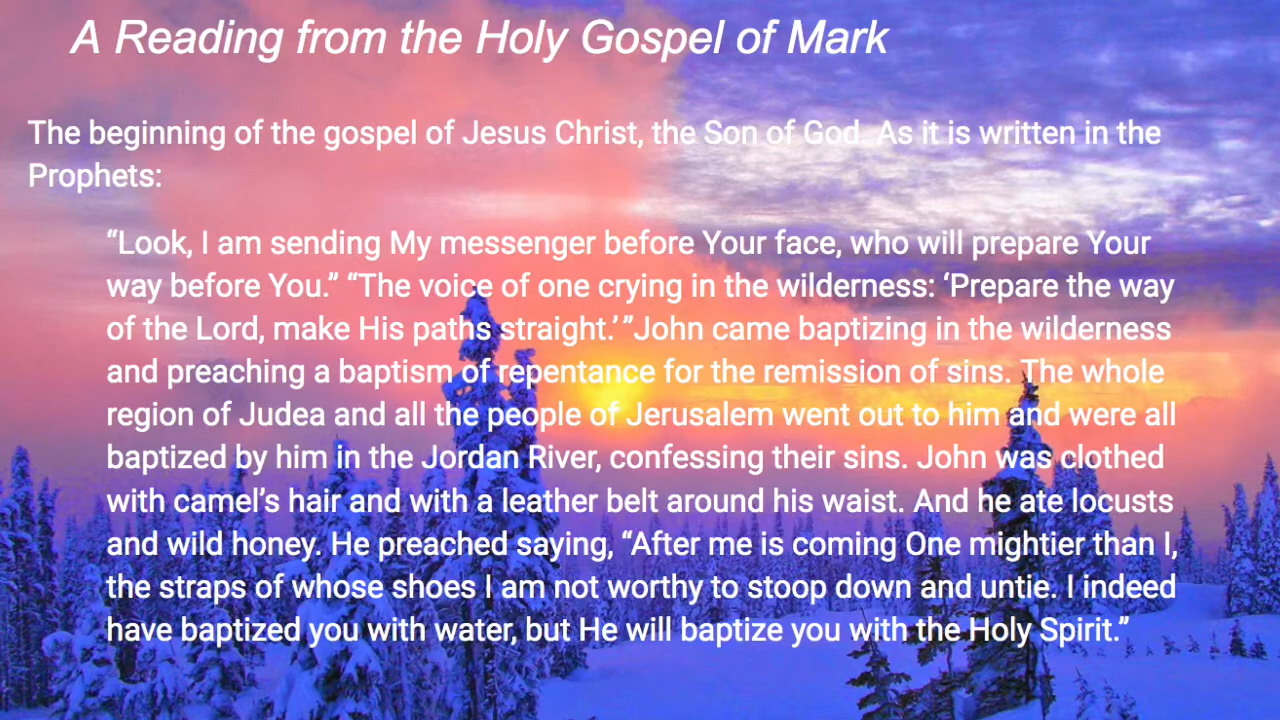 A Reading from the Holy Gospel of Mark
The beginning of the gospel of Jesus Christ, the Son of God. As it is written in the
Prophets:
“Look, I am sending My messenger before Your face, who will prepare Your
way before You.” “The voice of one crying in the wilderness: ‘Prepare the way
of the Lord, make His paths straight.’ ”John came baptizing in the wilderness
and preaching a baptism of repentance for the remission of sins. The whole
region of Judea and all the people of Jerusalem went out to him and were all
baptized by him in the Jordan River, confessing their sins. John was clothed
with camel’s hair and with a leather belt around his waist. And he ate locusts
and wild honey. He preached saying, “After me is coming One mightier than I,
the straps of whose shoes I am not worthy to stoop down and untie. I indeed
have baptized you with water, but He will baptize you with the Holy Spirit.”